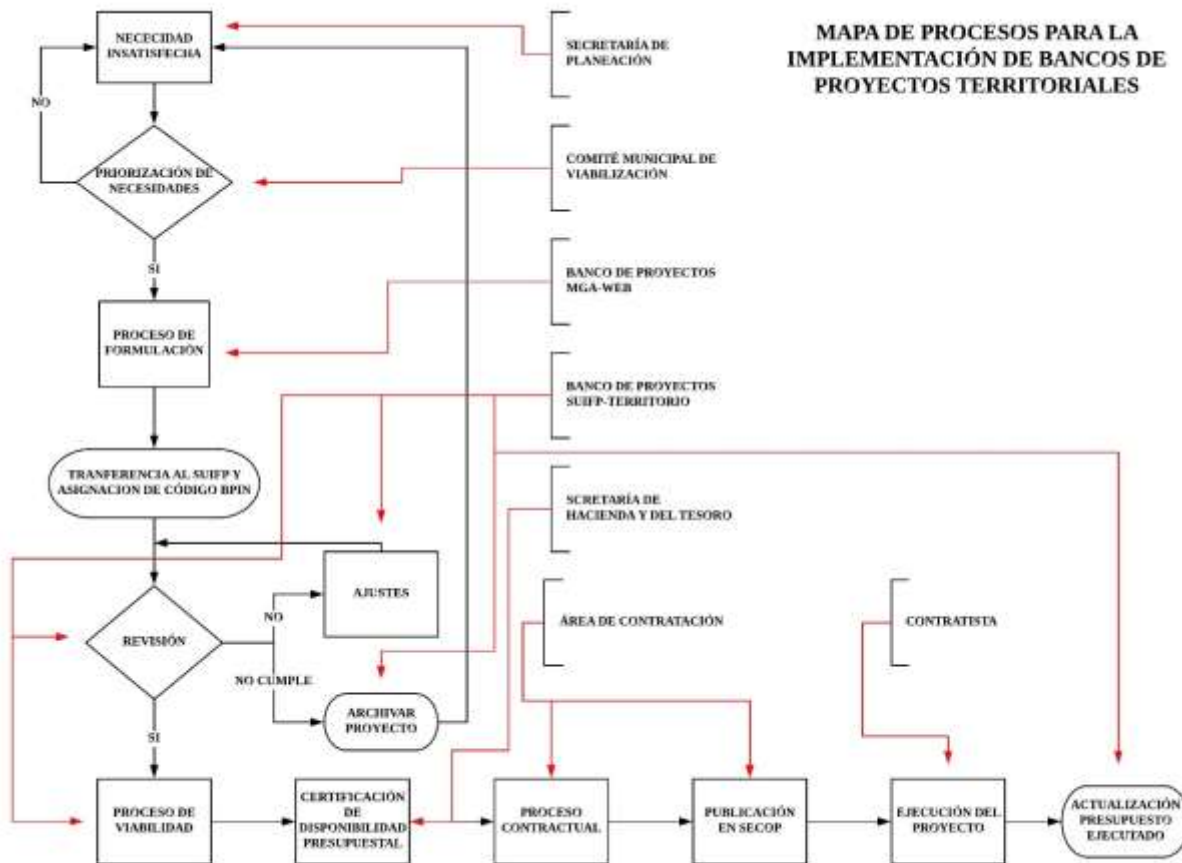 MAPA DE PROCESOS PARA LA
IMPLEMENTACIÓN DE BANCOS DE
PROYECTOS TERRITORIALES
NECECIDAD
INSATISFECHA
SECRETARÍA DE
PLANEACIÓN
NO
PRIORIZACIÓN DE
NECESIDADES
COMITÉ MUNICIPAL DE
VIABILIZACIÓN
SI
BANCO DE PROYECTOS
MGA-WEB
PROCESO DE
FORMULACIÓN
BANCO DE PROYECTOS
SUIFP-TERRITORIO
TRANFERENCIA AL SUIFP Y
ASIGNACION DE CÓDIGO BPIN
SCRETARÍA DE
HACIENDA Y DEL TESORO
AJUSTES
NO
REVISIÓN
ÁREA DE CONTRATACIÓN
CONTRATISTA
NO CUMPLE
ARCHIVAR
PROYECTO
SI
PROCESO DE
VIABILIDAD
CERTIFICACIÓN
DE
DISPONIBILIDAD
PRESUPUESTAL
PROCESO
CONTRACTUAL
PUBLICACIÓN
EN SECOP
EJECUCIÓN DEL
PROYECTO
ACTUALIZACIÓN
PRESUPUESTO
EJECUTADO